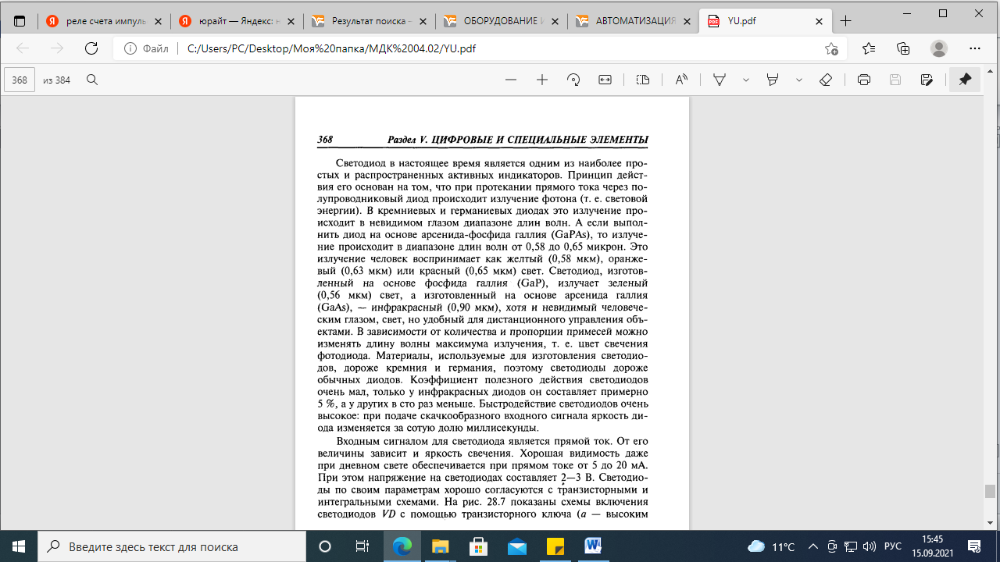 реле счета импуль
юрайт — Яндекс: н
Результат поиска –
ОБОРУДОВАНИЕ И
АВТОМАТИЗАЦИЯ
YU.pdf
Файл
C:/Users/PC/Desktop/Моя%20папка/МДК%2004.02/YU.pdf
368 из 384
368 Раздел V. ЦИФРОВЫЕ И СПЕЦИАЛЬНЫЕ ЭЛЕМЕНТЫ
Светодиод в настоящее время является одним из наиболее про-
стых и распространенных активных индикаторов. Принцип дейст-
вия его основан на том, что при протекании прямого тока через по-
лупроводниковый диод происходит излучение фотона (т. е. световой
энергии). В кремниевых и германиевых диодах это излучение про-
исходит в невидимом глазом диапазоне длин волн. А если выпол-
нить диод на основе арсенида-фосфида галлия (GaPAs), то излуче-
ние происходит в диапазоне длин волн от 0,58 до 0,65 микрон. Это
излучение человек воспринимает как желтый (0,58 мкм), оранже-
вый (0,63 мкм) или красный (0,65 мкм) свет. Светодиод, изготов-
ленный на основе фосфида галлия (GaP), излучает зеленый
(0,56 мкм) свет, а изготовленный на основе арсенида галлия
(GaAs), — инфракрасный (0,90 мкм), хотя и невидимый человече-
ским глазом, свет, но удобный для дистанционного управления объ-
ектами. В зависимости от количества и пропорции примесей можно
изменять длину волны максимума излучения, т. е. цвет свечения
фотодиода. Материалы, используемые для изготовления светодио-
дов, дороже кремния и германия, поэтому светодиоды дороже
обычных диодов. Коэффициент полезного действия светодиодов
очень мал, только у инфракрасных диодов он составляет примерно
5 %, а у других в сто раз меньше. Быстродействие светодиодов очень
высокое: при подаче скачкообразного входного сигнала яркость ди-
ода изменяется за сотую долю миллисекунды.
Входным сигналом для светодиода является прямой ток. От его
величины зависит и яркость свечения. Хорошая видимость даже
при дневном свете обеспечивается при прямом токе от 5 до 20 мА.
При этом напряжение на светодиодах составляет 2—3 В. Светодио-
ды по своим параметрам хорошо согласуются с транзисторными и
интегральными схемами. На рис. 28.7 показаны схемы включения
светодиодов VD с помощью транзисторного ключа (а — высоким
Введите здесь текст для поиска
11°C
РУС
15:45
15.09.2021